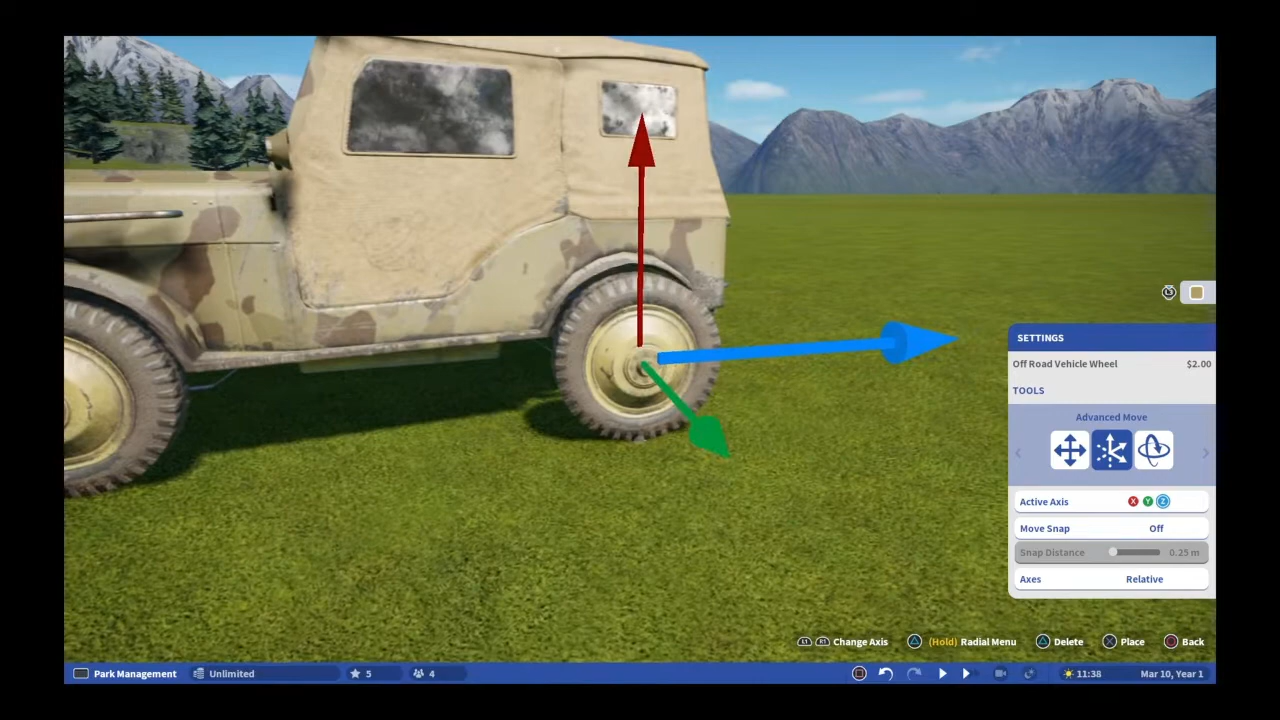 SETTINGS
Off Road Vehicle Wheel $2.00
TOOLS
Advanced Move
Active Axis X Y Z
Move Snap Off
Snap Distance 0.25 m
Axes Relative
L1 R1 Change Axis (Hold) Radial Menu Delete Place Back
Park Management Unlimited 5 4 11:38 Mar 10, Year 1